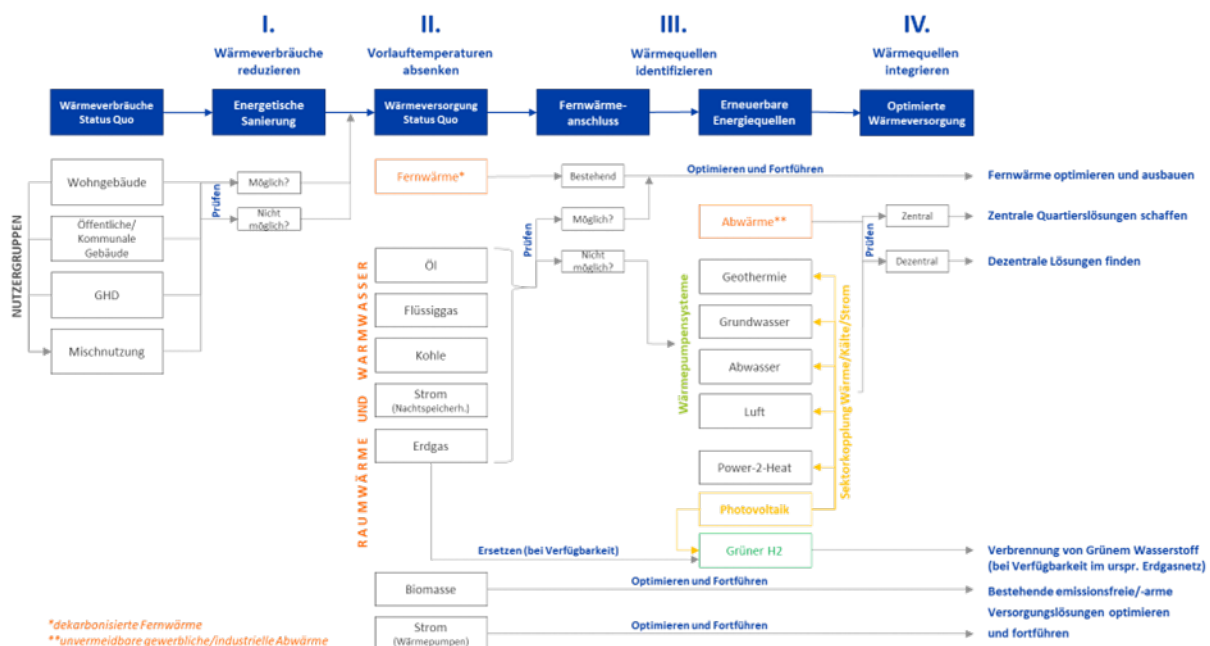 I.
Wärmeverbräuche
reduzieren
II.
Vorlauftemperaturen
absenken
III.
Wärmequellen
identifizieren
IV.
Wärmequellen
integrieren
Wärmeverbräuche
Status Quo
Energetische
Sanierung
Wärmeversorgung
Status Quo
Fernwärme-
anschluss
Erneuerbare
Energiequellen
Optimierte
Wärmeversorgung
NUTZERGRUPPEN
Wohngebäude
Öffentliche/
Kommunale
Gebäude
GHD
Mischnutzung
Prüfen
Möglich?
Nicht
möglich?
RAUMWÄRME UND WARMWASSER
Fernwärme*
Öl
Flüssiggas
Kohle
Strom
(Nachtspeicherh.)
Erdgas
Biomasse
Strom
(Wärmepumpen)
Prüfen
Bestehend
Möglich?
Nicht
möglich?
Optimieren und Fortführen
Wärmepumpensysteme
Abwärme**
Geothermie
Grundwasser
Abwasser
Luft
Power-2-Heat
Photovoltaik
Grüner H2
Sektorkopplung Wärme/Kälte/Strom
Prüfen
Zentral
Dezentral
Ersetzen (bei Verfügbarkeit)
Optimieren und Fortführen
Optimieren und Fortführen
Fernwärme optimieren und ausbauen
Zentrale Quartierslösungen schaffen
Dezentrale Lösungen finden
Verbrennung von Grünem Wasserstoff
(bei Verfügbarkeit im urspr. Erdgasnetz)
Bestehende emissionsfreie/-arme
Versorgungslösungen optimieren
und fortführen
*dekarbonisierte Fernwärme
**unvermeidbare gewerbliche/industrielle Abwärme